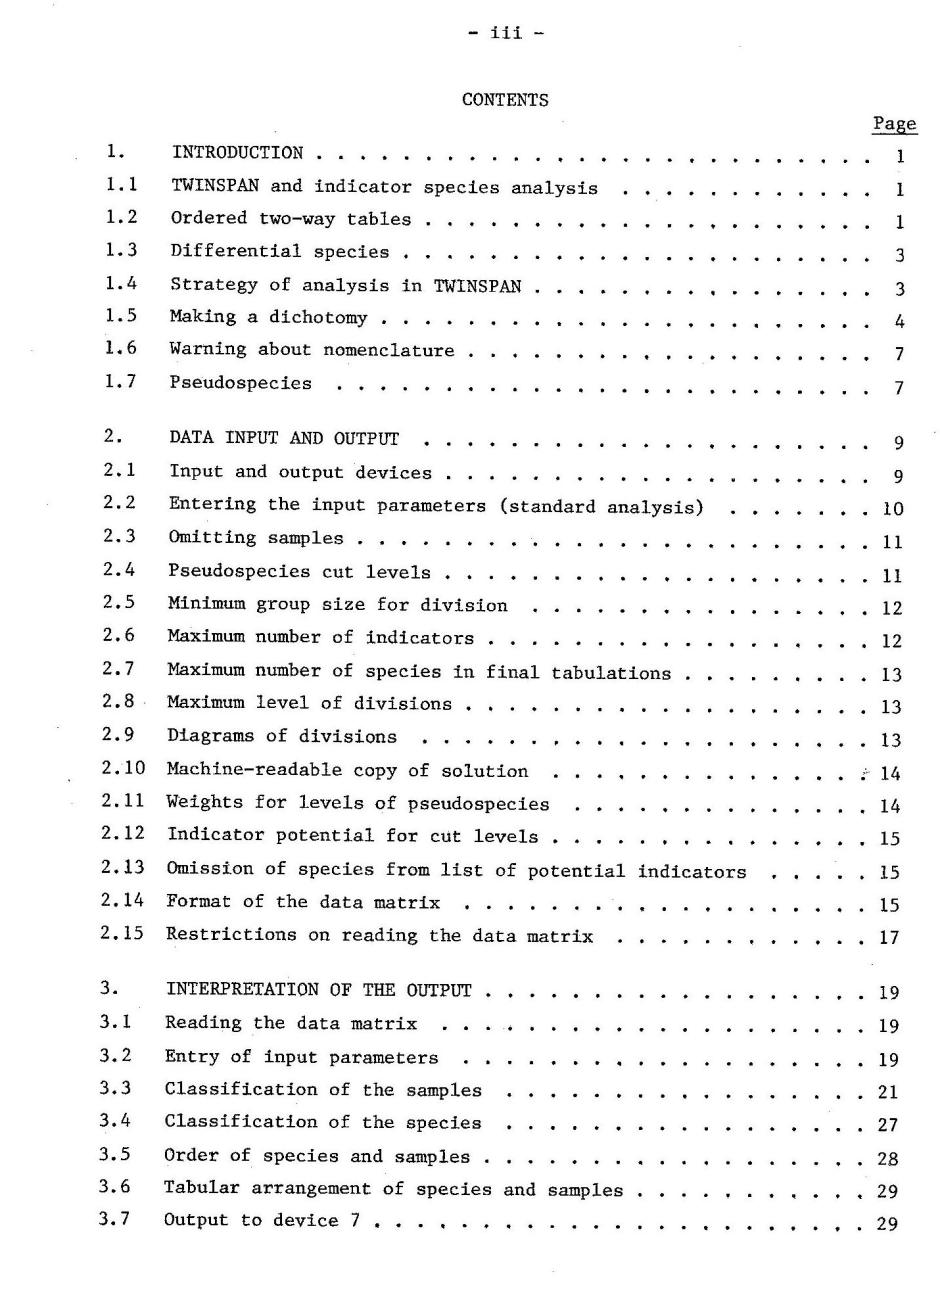 - iii -
CONTENTS
Page
1. INTRODUCTION . . . . . . . . . . . . . . . . . . . . . . . . . . 1
1.1 TWINSPAN and indicator species analysis . . . . . . . . . . . . 1
1.2 Ordered two-way tables . . . . . . . . . . . . . . . . . . . . . 1
1.3 Differential species . . . . . . . . . . . . . . . . . . . . . . 3
1.4 Strategy of analysis in TWINSPAN . . . . . . . . . . . . . . . . 3
1.5 Making a dichotomy . . . . . . . . . . . . . . . . . . . . . . . 4
1.6 Warning about nomenclature . . . . . . . . . . . . . . . . . . . 7
1.7 Pseudospecies . . . . . . . . . . . . . . . . . . . . . . . . . 7
2. DATA INPUT AND OUTPUT . . . . . . . . . . . . . . . . . . . . . 9
2.1 Input and output devices . . . . . . . . . . . . . . . . . . . . 9
2.2 Entering the input parameters (standard analysis) . . . . . . . 10
2.3 Omitting samples . . . . . . . . . . . . . . . . . . . . . . . . 11
2.4 Pseudospecies cut levels . . . . . . . . . . . . . . . . . . . . 11
2.5 Minimum group size for division . . . . . . . . . . . . . . . . 12
2.6 Maximum number of indicators . . . . . . . . . . . . . . . . . . 12
2.7 Maximum number of species in final tabulations . . . . . . . . . 13
2.8 Maximum level of divisions . . . . . . . . . . . . . . . . . . . 13
2.9 Diagrams of divisions . . . . . . . . . . . . . . . . . . . . . 13
2.10 Machine-readable copy of solution . . . . . . . . . . . . . . . 14
2.11 Weights for levels of pseudospecies . . . . . . . . . . . . . . 14
2.12 Indicator potential for cut levels . . . . . . . . . . . . . . . 15
2.13 Omission of species from list of potential indicators . . . . . 15
2.14 Format of the data matrix . . . . . . . . . . . . . . . . . . . 15
2.15 Restrictions on reading the data matrix . . . . . . . . . . . . 17
3. INTERPRETATION OF THE OUTPUT . . . . . . . . . . . . . . . . . . 19
3.1 Reading the data matrix . . . . . . . . . . . . . . . . . . . . 19
3.2 Entry of input parameters . . . . . . . . . . . . . . . . . . . 19
3.3 Classification of the samples . . . . . . . . . . . . . . . . . 21
3.4 Classification of the species . . . . . . . . . . . . . . . . . 27
3.5 Order of species and samples . . . . . . . . . . . . . . . . . . 28
3.6 Tabular arrangement of species and samples . . . . . . . . . . . 29
3.7 Output to device 7 . . . . . . . . . . . . . . . . . . . . . . . 29